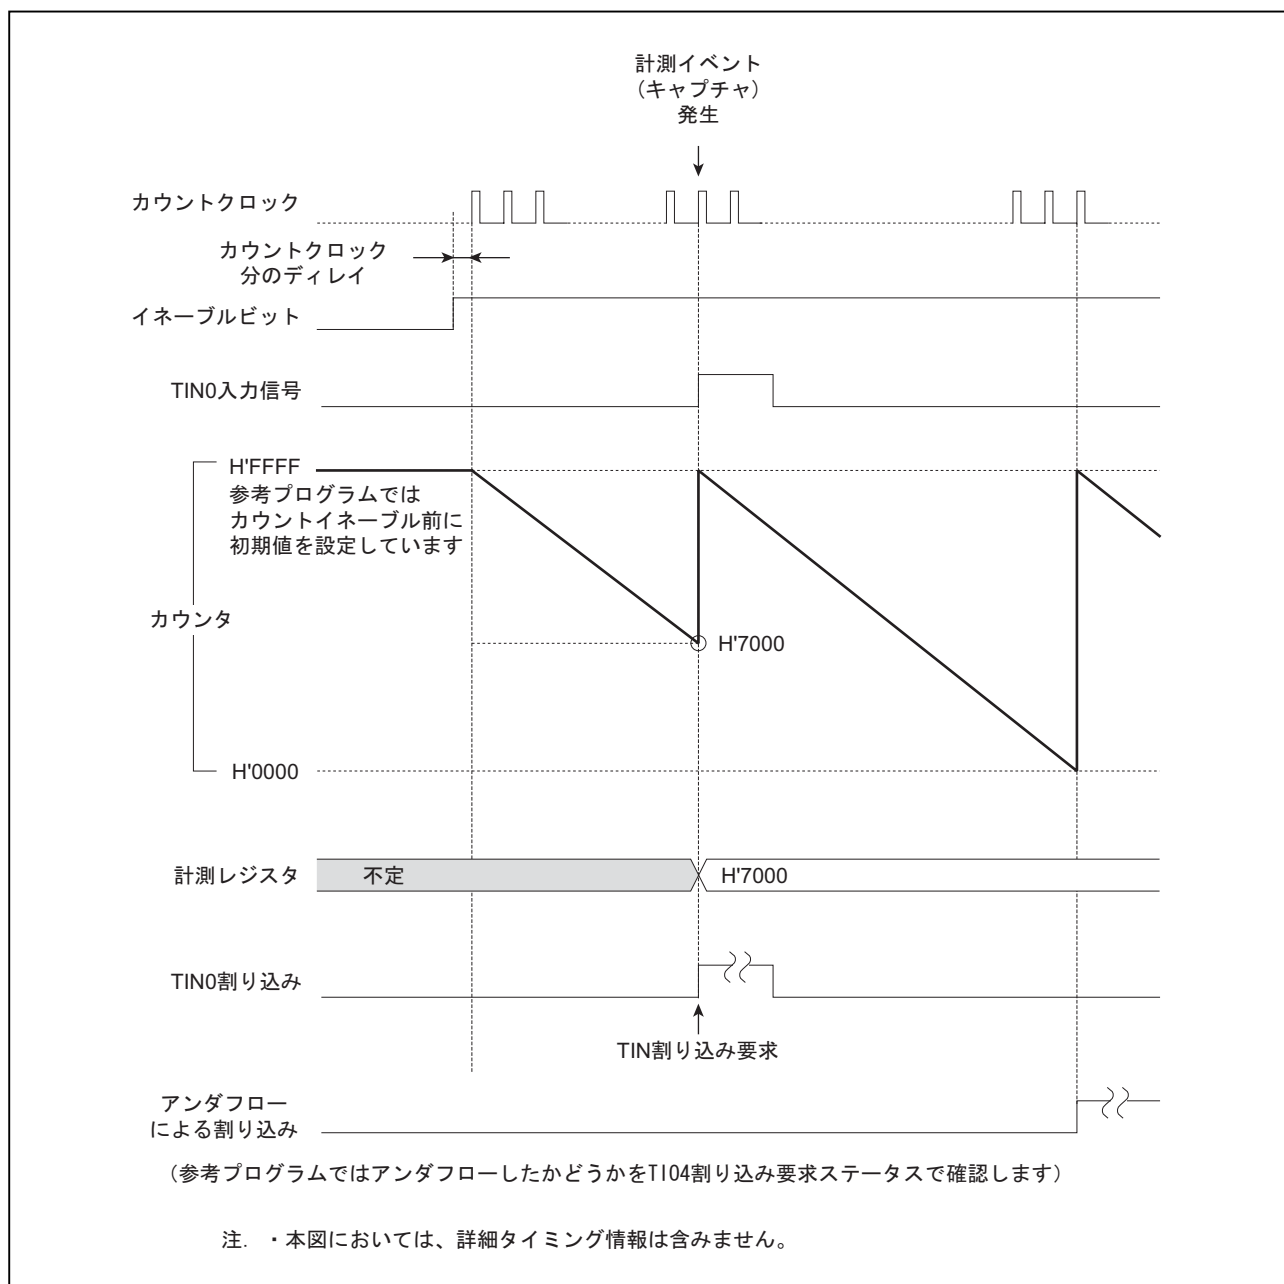 計測イベント
(キャプチャ)
発生
カウントクロック
カウントクロック
分のディレイ
イネーブルビット
TIN0入力信号
H'FFFF
参考プログラムでは
カウントイネーブル前に
初期値を設定しています
カウンタ
H'7000
H'0000
計測レジスタ
不定
H'7000
TIN0割り込み
TIN割り込み要求
アンダフロー
による割り込み
(参考プログラムではアンダフローしたかどうかをTIO4割り込み要求ステータスで確認します)
注. ・本図においては、詳細タイミング情報は含みません。